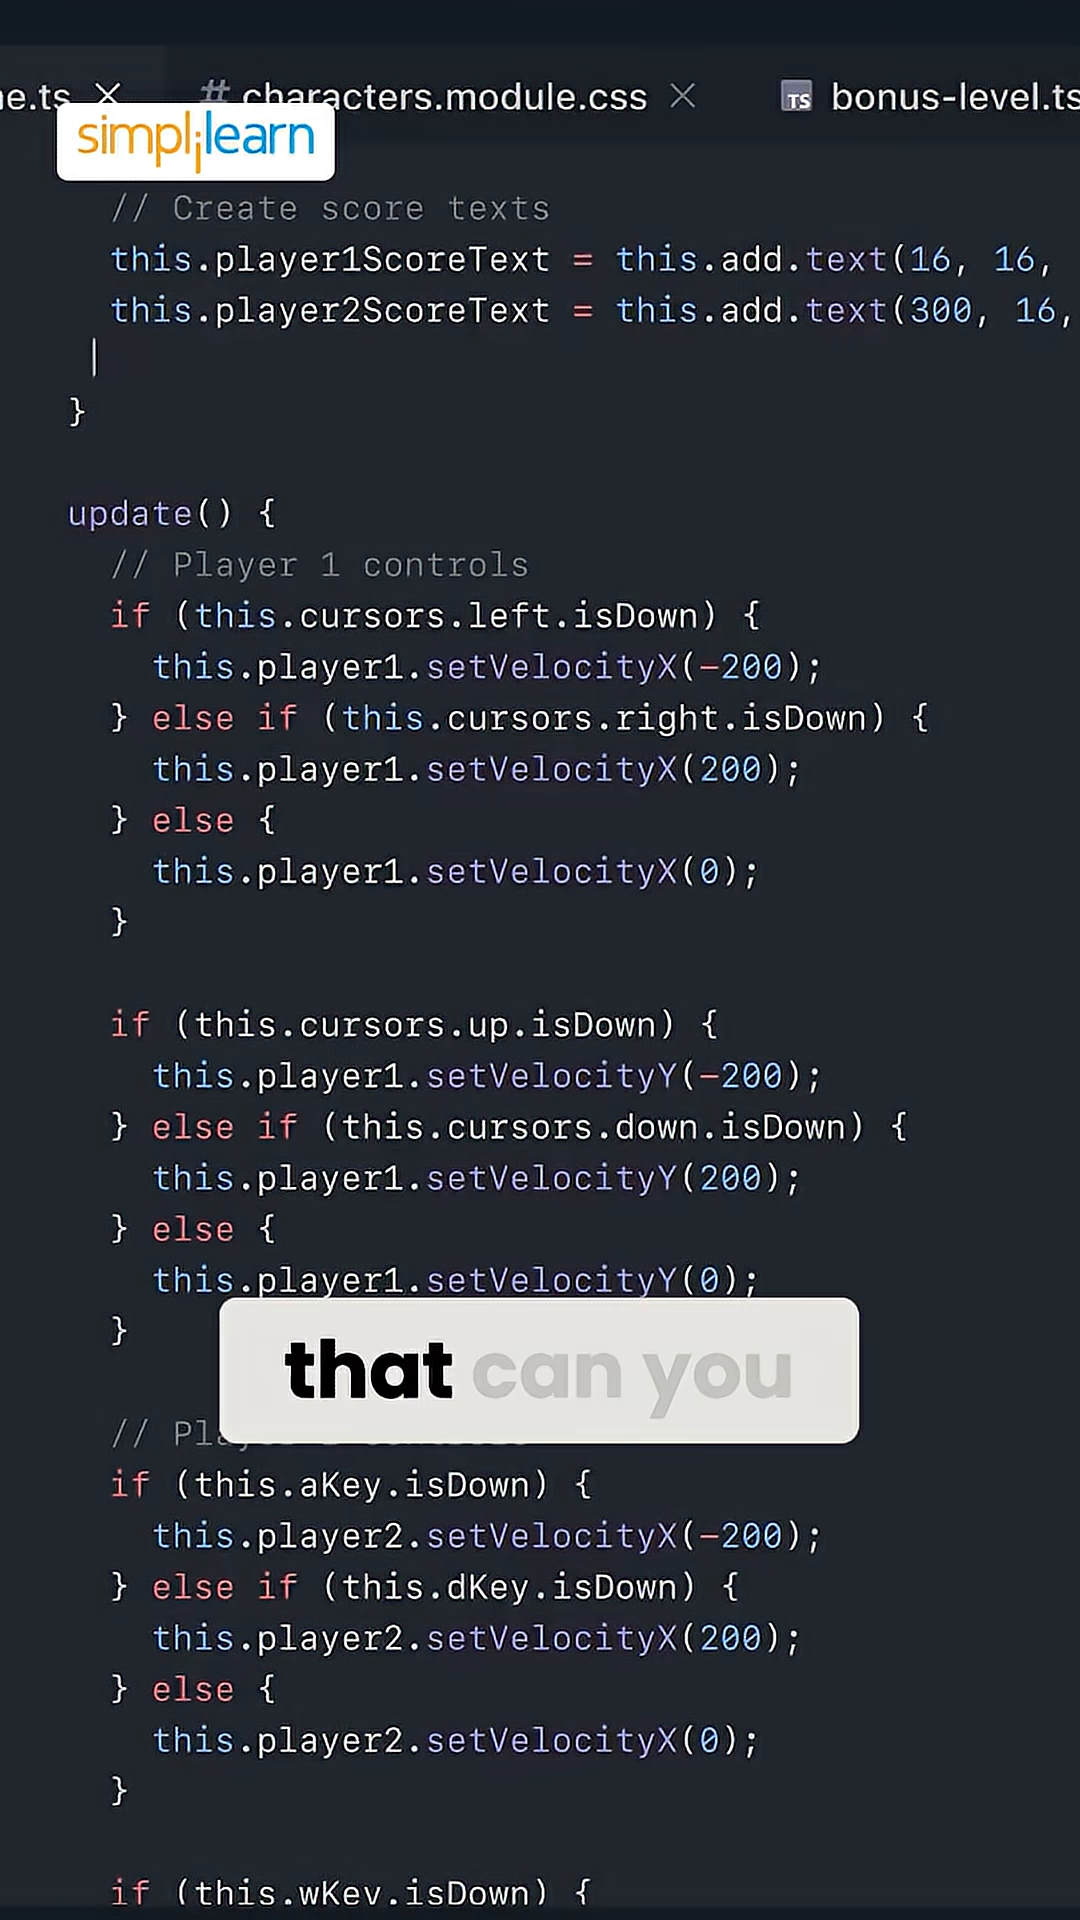 e.ts × # characters.module.css × TS bonus-level.ts
simplilearn
// Create score texts
this.player1ScoreText = this.add.text(16, 16,
this.player2ScoreText = this.add.text(300, 16,
}
update() {
// Player 1 controls
if (this.cursors.left.isDown) {
this.player1.setVelocityX(-200);
} else if (this.cursors.right.isDown) {
this.player1.setVelocityX(200);
} else {
this.player1.setVelocityX(0);
}
if (this.cursors.up.isDown) {
this.player1.setVelocityY(-200);
} else if (this.cursors.down.isDown) {
this.player1.setVelocityY(200);
} else {
this.player1.setVelocityY(0);
}
that can you
// Pl
if (this.aKey.isDown) {
this.player2.setVelocityX(-200);
} else if (this.dKey.isDown) {
this.player2.setVelocityX(200);
} else {
this.player2.setVelocityX(0);
}
if (this.wKey.isDown) {